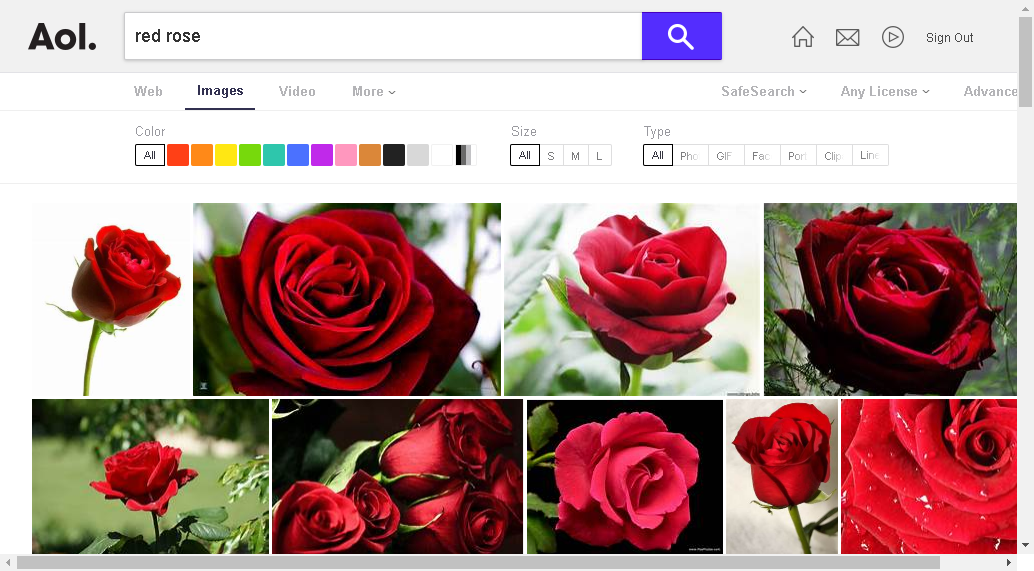 Aol.
red rose
Sign Out
Web
Images
Video
More
SafeSearch
Any License
Advance
Color
Size
Type
All
All
S
M
L
All
Pho
GIF
Fac
Por
Clip
Line